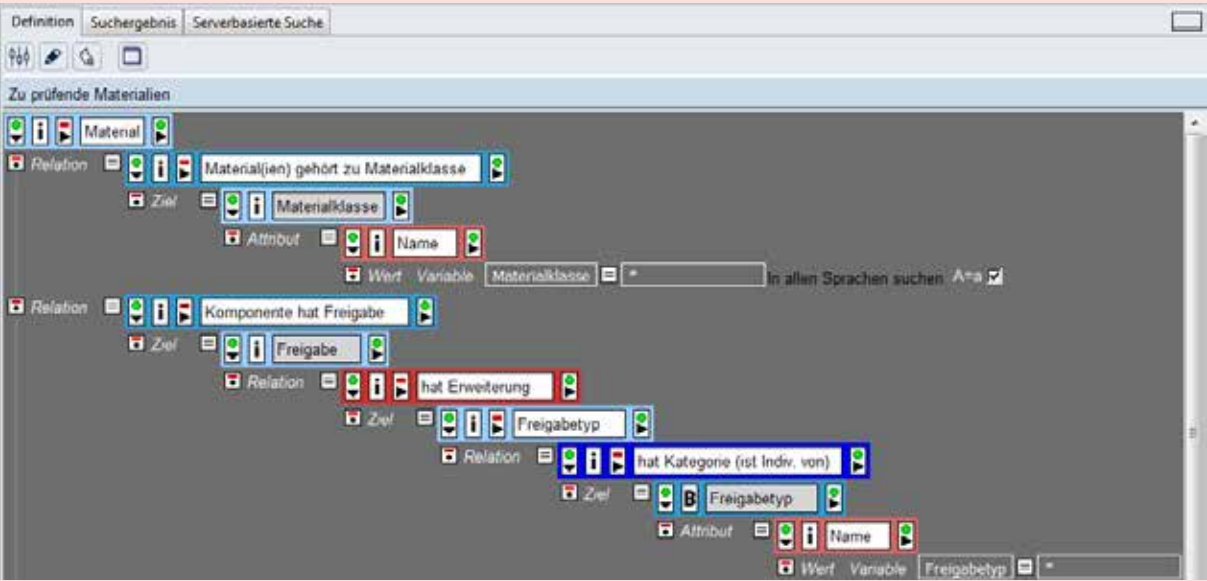 Definition Suchergebnis Serverbasierte Suche
Zu prüfende Materialien
i Material
Relation = i Material(ien) gehört zu Materialklasse
Ziel = i Materialklasse
Attribut = i Name
Wert Variable Materialklasse = * In allen Sprachen suchen A=a
Relation = i Komponente hat Freigabe
Ziel = i Freigabe
Relation = i hat Erweiterung
Ziel = i Freigabetyp
Relation = i hat Kategorie (ist Indiv. von)
Ziel = B Freigabetyp
Attribut = i Name
Wert Variable Freigabetyp = *